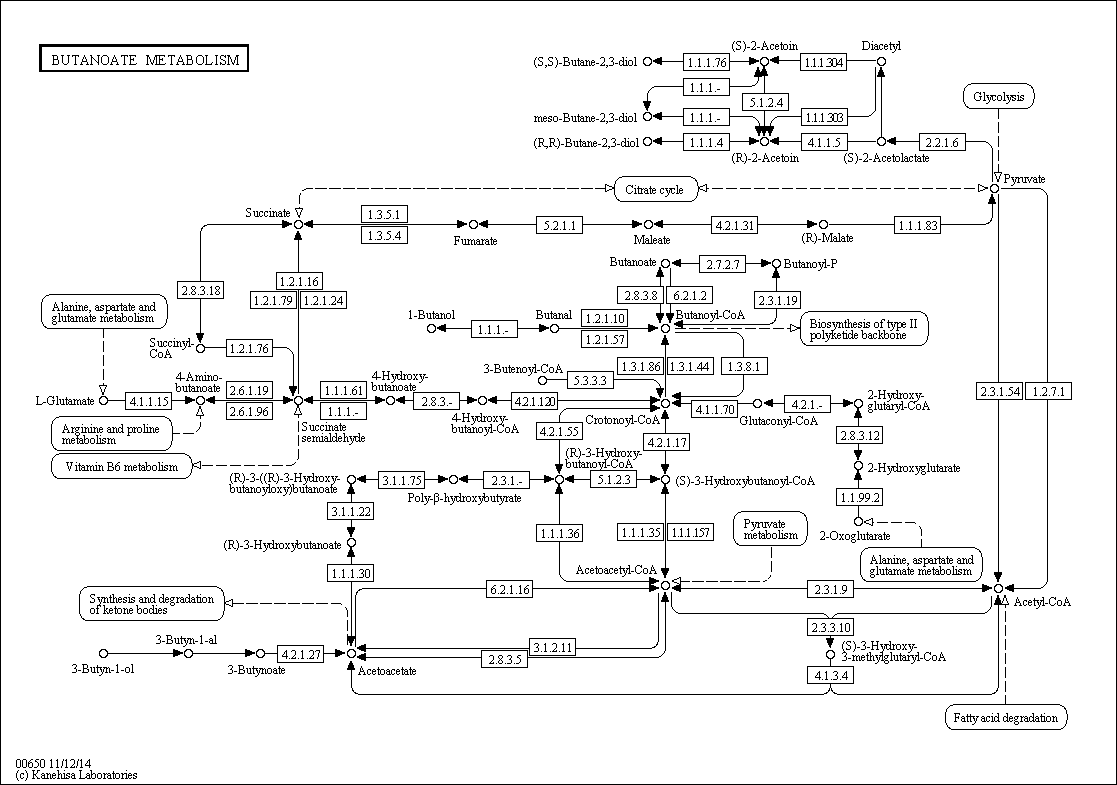 BUTANOATE METABOLISM
(S)-2-Acetoin
Diacetyl
(S,S)-Butane-2,3-diol
1.1.1.76
1.1.1.304
1.1.1.-
5.1.2.4
Glycolysis
meso-Butane-2,3-diol
1.1.1.-
1.1.1.303
(R,R)-Butane-2,3-diol
1.1.1.4
4.1.1.5
2.2.1.6
(R)-2-Acetoin
(S)-2-Acetolactate
Pyruvate
Citrate cycle
Succinate
1.3.5.1
1.3.5.4
Fumarate
5.2.1.1
Maleate
4.2.1.31
(R)-Malate
1.1.1.83
Butanoate
2.7.2.7
Butanoyl-P
2.8.3.18
1.2.1.16
1.2.1.79
1.2.1.24
2.8.3.8
6.2.1.2
2.3.1.19
Alanine, aspartate and
glutamate metabolism
1-Butanol
1.1.1.-
Butanal
1.2.1.10
1.2.1.57
Butanoyl-CoA
Biosynthesis of type II
polyketide backbone
Succinyl-
CoA
1.2.1.76
3-Butenoyl-CoA
5.3.3.3
1.3.1.86
1.3.1.44
1.3.8.1
2.3.1.54
1.2.7.1
L-Glutamate
4.1.1.15
4-Amino-
butanoate
2.6.1.19
2.6.1.96
1.1.1.61
1.1.1.-
4-Hydroxy-
butanoate
2.8.3.-
4-Hydroxy-
butanoyl-CoA
4.2.1.120
Crotonoyl-CoA
4.1.1.70
Glutaconyl-CoA
4.2.1.-
2-Hydroxy-
glutaryl-CoA
Arginine and proline
metabolism
Succinate
semialdehyde
4.2.1.55
4.2.1.17
2.8.3.12
Vitamin B6 metabolism
(R)-3-Hydroxy-
butanoyl-CoA
2-Hydroxyglutarate
(R)-3-((R)-3-Hydroxy-
butanoyloxy)butanoate
3.1.1.75
Poly-β-hydroxybutyrate
2.3.1.-
5.1.2.3
(S)-3-Hydroxybutanoyl-CoA
1.1.99.2
3.1.1.22
1.1.1.36
1.1.1.35
1.1.1.157
Pyruvate
metabolism
2-Oxoglutarate
(R)-3-Hydroxybutanoate
Alanine, aspartate and
glutamate metabolism
1.1.1.30
Acetoacetyl-CoA
6.2.1.16
2.3.1.9
Acetyl-CoA
Synthesis and degradation
of ketone bodies
2.3.3.10
3-Butyn-1-al
3.1.2.11
(S)-3-Hydroxy-
3-methylglutaryl-CoA
3-Butyn-1-ol
3-Butynoate
4.2.1.27
Acetoacetate
2.8.3.5
4.1.3.4
Fatty acid degradation
00650 11/12/14
(c) Kanehisa Laboratories